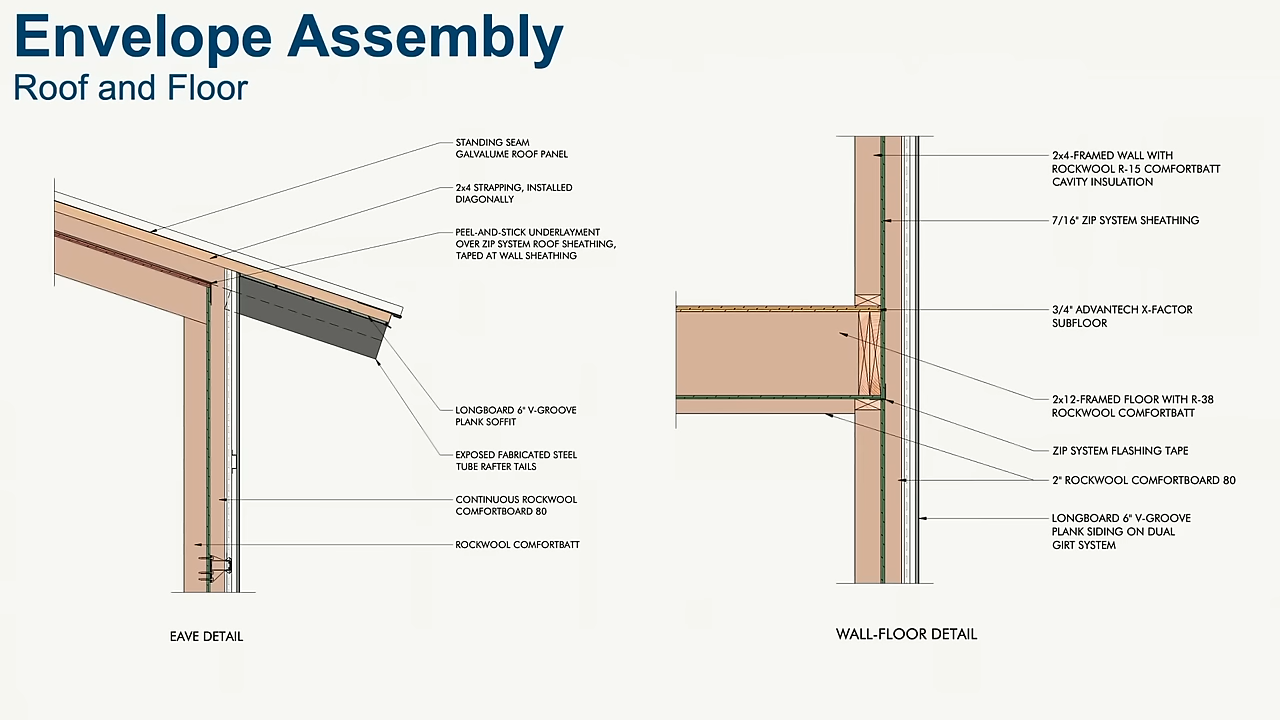 Envelope Assembly
Roof and Floor
STANDING SEAM
GALVALUME ROOF PANEL
2x4 STRAPPING, INSTALLED
DIAGONALLY
PEEL-AND-STICK UNDERLAYMENT
OVER ZIP SYSTEM ROOF SHEATHING,
TAPED AT WALL SHEATHING
LONGBOARD 6" V-GROOVE
PLANK SOFFIT
EXPOSED FABRICATED STEEL
TUBE RAFTER TAILS
CONTINUOUS ROCKWOOL
COMFORTBOARD 80
ROCKWOOL COMFORTBATT
EAVE DETAIL
2x4-FRAMED WALL WITH
ROCKWOOL R-15 COMFORTBATT
CAVITY INSULATION
7/16" ZIP SYSTEM SHEATHING
3/4" ADVANTECH X-FACTOR
SUBFLOOR
2x12-FRAMED FLOOR WITH R-38
ROCKWOOL COMFORTBATT
ZIP SYSTEM FLASHING TAPE
2" ROCKWOOL COMFORTBOARD 80
LONGBOARD 6" V-GROOVE
PLANK SIDING ON DUAL
GIRT SYSTEM
WALL-FLOOR DETAIL